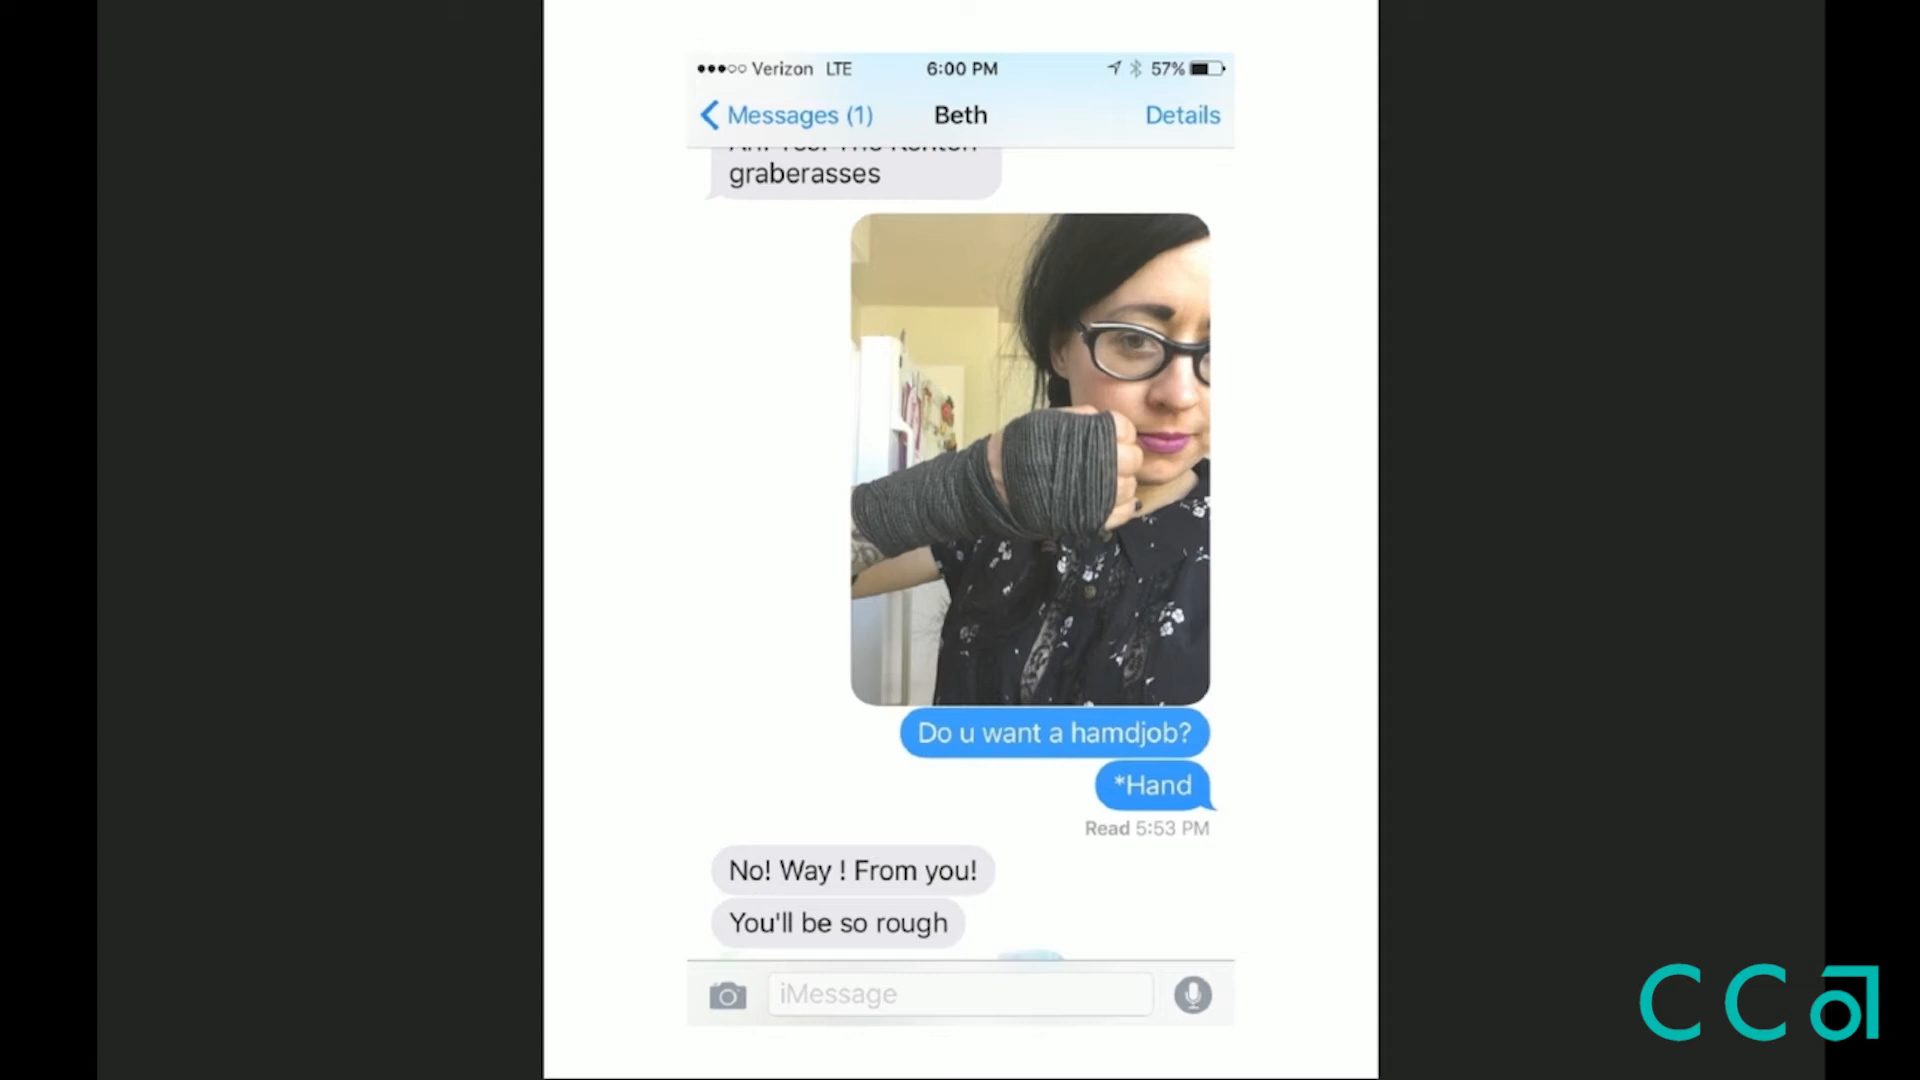 Verizon LTE 6:00 PM 57%
Messages (1) Beth Details
graberasses
Do u want a hamdjob?
*Hand
Read 5:53 PM
No! Way ! From you!
You'll be so rough
iMessage
CCa